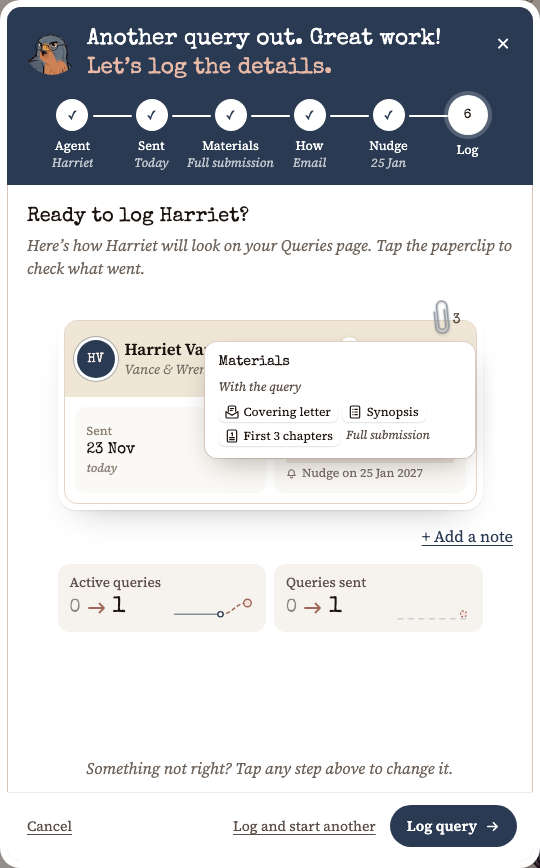 Another query out. Great work!
Let's log the details.
✓ ✓ ✓ ✓ ✓ 6
Agent Sent Materials How Nudge Log
Harriet Today Full submission Email 25 Jan
Ready to log Harriet?
Here's how Harriet will look on your Queries page. Tap the paperclip to
check what went.
3
HV
Harriet Va
Vance & Wren
Materials
With the query
Covering letter Synopsis
First 3 chapters Full submission
Sent
23 Nov
today
Nudge on 25 Jan 2027
+ Add a note
Active queries
0 → 1
Queries sent
0 → 1
Something not right? Tap any step above to change it.
Cancel Log and start another Log query →